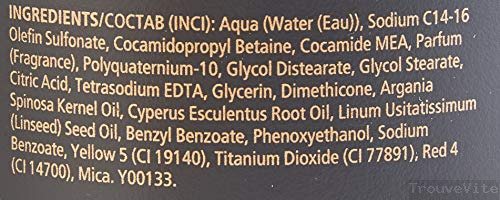 INGREDIENTS/COCTAB (INCI): Aqua (Water (Eau)), Sodium C14-16
Olefin Sulfonate, Cocamidopropyl Betaine, Cocamide MEA, Parfum
(Fragrance), Polyquaternium-10, Glycol Distearate, Glycol Stearate,
Citric Acid, Tetrasodium EDTA, Glycerin, Dimethicone, Argania
Spinosa Kernel Oil, Cyperus Esculentus Root Oil, Linum Usitatissimum
(Linseed) Seed Oil, Benzyl Benzoate, Phenoxyethanol, Sodium
Benzoate, Yellow 5 (CI 19140), Titanium Dioxide (CI 77891), Red 4
(CI 14700), Mica. Y00133.
TrouveVite